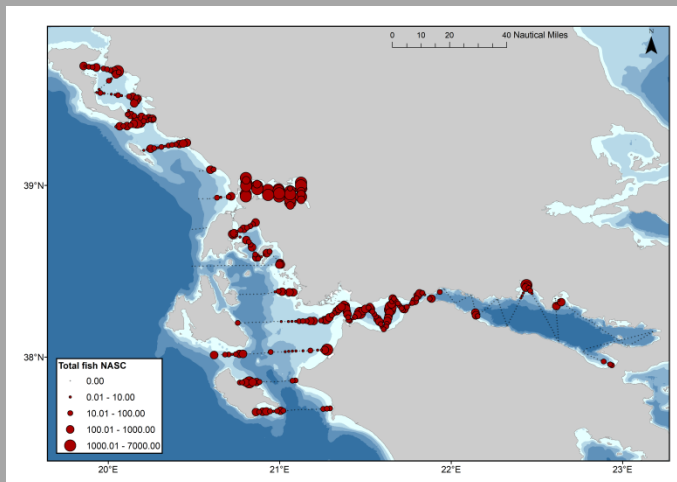 N
0 10 20 40 Nautical Miles
39°N
38°N
Total fish NASC
0.00
0.01 - 10.00
10.01 - 100.00
100.01 - 1000.00
1000.01 - 7000.00
20°E 21°E 22°E 23°E